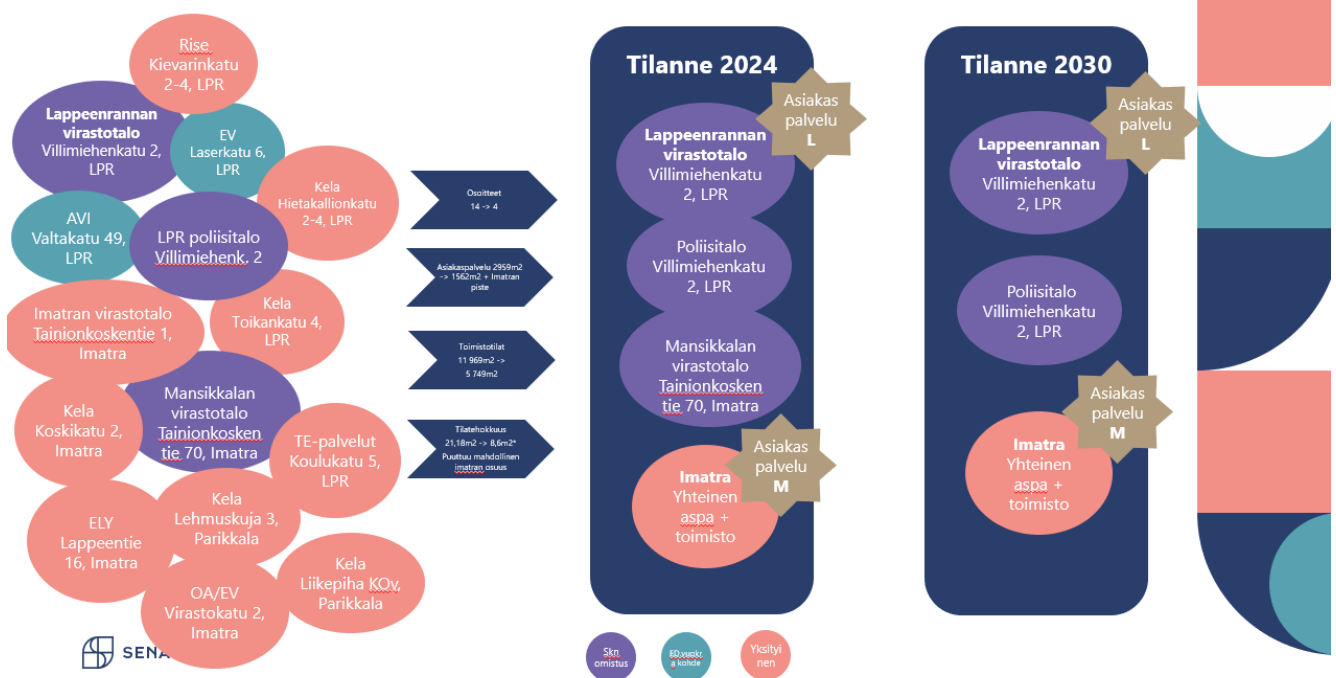 Rise
Kievarinkatu
2-4, LPR
Lappeenrannan
virastotalo
Villimiehenkatu 2,
LPR
EV
Laserkatu 6,
LPR
Kela
Hietakallionkatu
2-4, LPR
AVI
Valtakatu 49,
LPR
LPR poliisitalo
Villimiehenk. 2
Imatran virastotalo
Tainionkoskentie 1,
Imatra
Kela
Toikankatu 4,
LPR
Kela
Koskikatu 2,
Imatra
Mansikkalan
virastotalo
Tainionkosken
tie 70, Imatra
TE-palvelut
Koulukatu 5,
LPR
Kela
Lehmuskuja 3,
Parikkala
ELY
Lappeentie
16, Imatra
Kela
Liikepiha KOv,
Parikkala
OA/EV
Virastokatu 2,
Imatra
SENA
Osoitteet
14 -> 4
Asiakaspalvelu 2959m2
-> 1562m2 + Imatran
piste
Toimistotilat
11 969m2 ->
5 749m2
Tilatehokkuus
21,18m2 -> 8,6m2*
Puuttuu mahdollinen
imatran osuus
Tilanne 2024
Asiakas
palvelu
L
Lappeenrannan
virastotalo
Villimiehenkatu
2, LPR
Poliisitalo
Villimiehenkatu
2, LPR
Mansikkalan
virastotalo
Tainionkosken
tie 70, Imatra
Asiakas
palvelu
M
Imatra
Yhteinen
aspa +
toimisto
Tilanne 2030
Asiakas
palvelu
L
Lappeenrannan
virastotalo
Villimiehenkatu
2, LPR
Poliisitalo
Villimiehenkatu
2, LPR
Asiakas
palvelu
M
Imatra
Yhteinen
aspa +
toimisto
Skn
omistus
ED.vuokr
a kohde
Yksityi
nen